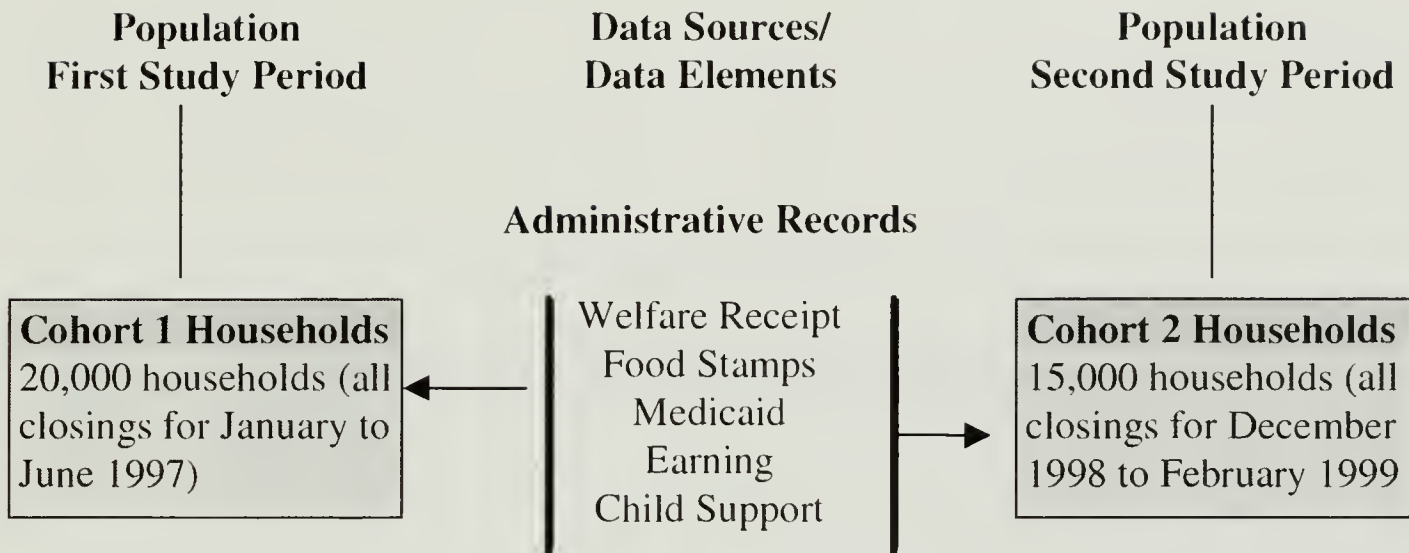 Population
First Study Period
Data Sources/
Data Elements
Population
Second Study Period
Administrative Records
Cohort 1 Households
20,000 households (all
closings for January to
June 1997)
Welfare Receipt
Food Stamps
Medicaid
Earning
Child Support
Cohort 2 Households
15,000 households (all
closings for December
1998 to February 1999